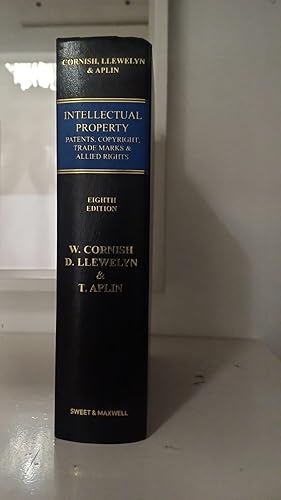 CORNISH, LLEWELYN
& APLIN
INTELLECTUAL
PROPERTY
PATENTS, COPYRIGHT,
TRADE MARKS &
ALLIED RIGHTS
EIGHTH
EDITION
W. CORNISH
D. LLEWELYN
&
T. APLIN
SWEET & MAXWELL